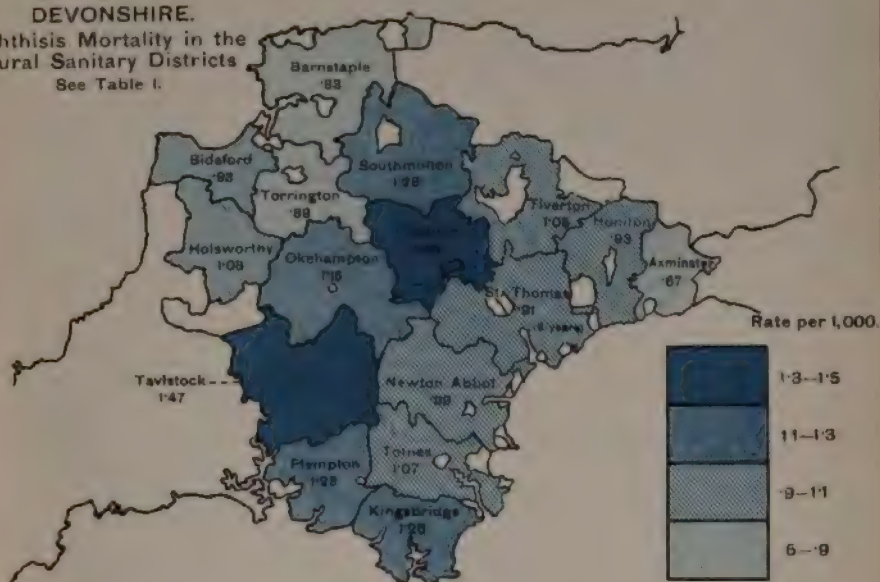 DEVONSHIRE.
hthisis Mortality in the
ural Sanitary Districts
See Table I.
Barnstaple
·83
Bideford
·93
Southmolton
1·28
Torrington
·89
Tiverton
1·05
Honiton
·93
Axminster
·67
Holsworthy
1·08
Okehampton
1·16
St. Thomas
·91
Tavistock
1·47
Newton Abbot
·99
Totnes
1·07
Plympton
1·23
Kingsbridge
1·26
Rate per 1,000.
1·3—1·5
1·1—1·3
·9—1·1
6—·9